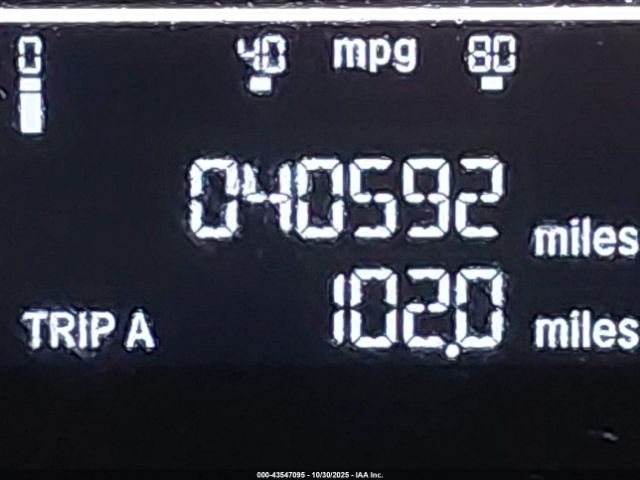 0 40 mpg 80
040592 miles
TRIP A 102.0 miles
000-43547095 - 10/30/2025 - IAA Inc.